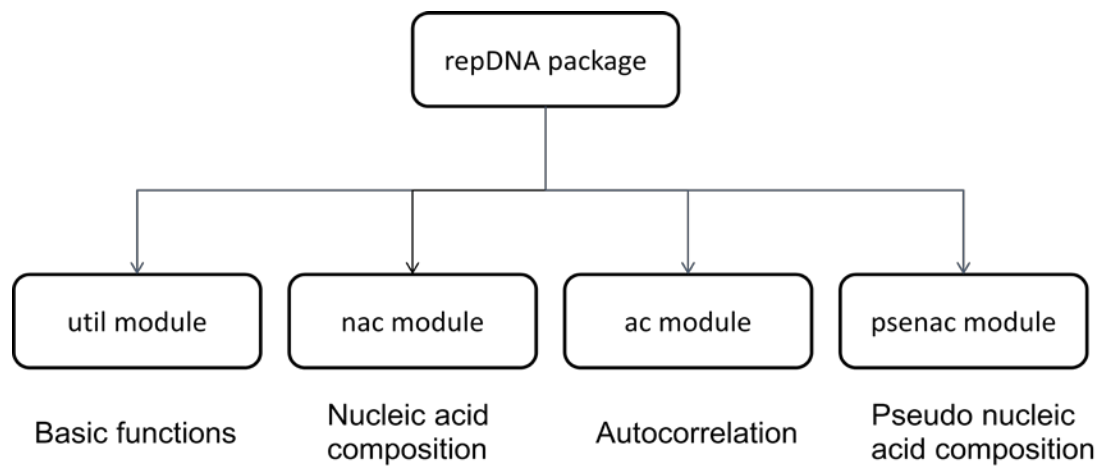 repDNA package
util module
nac module
ac module
psenac module
Basic functions
Nucleic acid
composition
Autocorrelation
Pseudo nucleic
acid composition